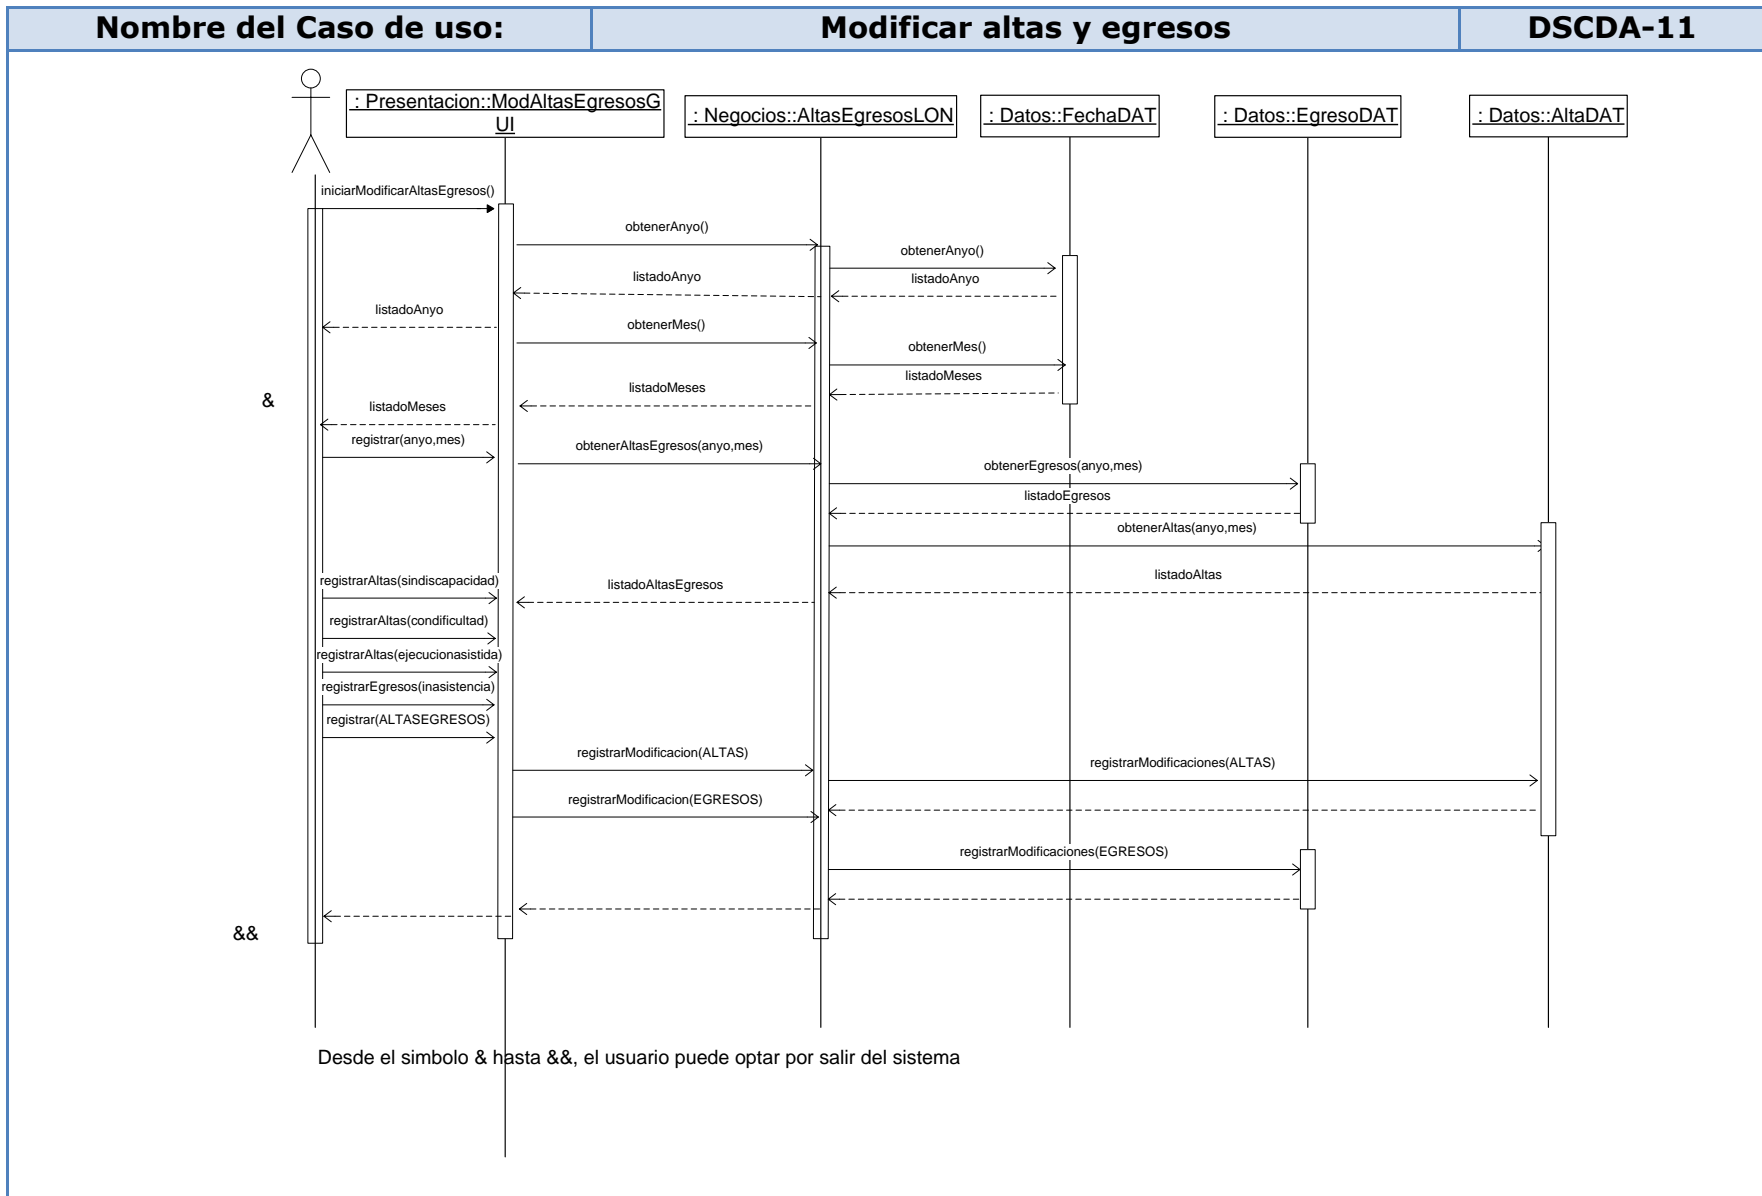 Nombre del Caso de uso:
Modificar altas y egresos
DSCDA-11
: Presentacion::ModAltasEgresosG
UI
: Negocios::AltasEgresosLON
: Datos::FechaDAT
: Datos::EgresoDAT
: Datos::AltaDAT
iniciarModificarAltasEgresos()
obtenerAnyo()
obtenerAnyo()
listadoAnyo
listadoAnyo
listadoAnyo
obtenerMes()
obtenerMes()
listadoMeses
listadoMeses
&
listadoMeses
registrar(anyo,mes)
obtenerAltasEgresos(anyo,mes)
obtenerEgresos(anyo,mes)
listadoEgresos
obtenerAltas(anyo,mes)
listadoAltas
registrarAltas(sindiscapacidad)
listadoAltasEgresos
registrarAltas(condificultad)
registrarAltas(ejecucionasistida)
registrarEgresos(inasistencia)
registrar(ALTASEGRESOS)
registrarModificacion(ALTAS)
registrarModificaciones(ALTAS)
registrarModificacion(EGRESOS)
registrarModificaciones(EGRESOS)
&&
Desde el simbolo & hasta &&, el usuario puede optar por salir del sistema